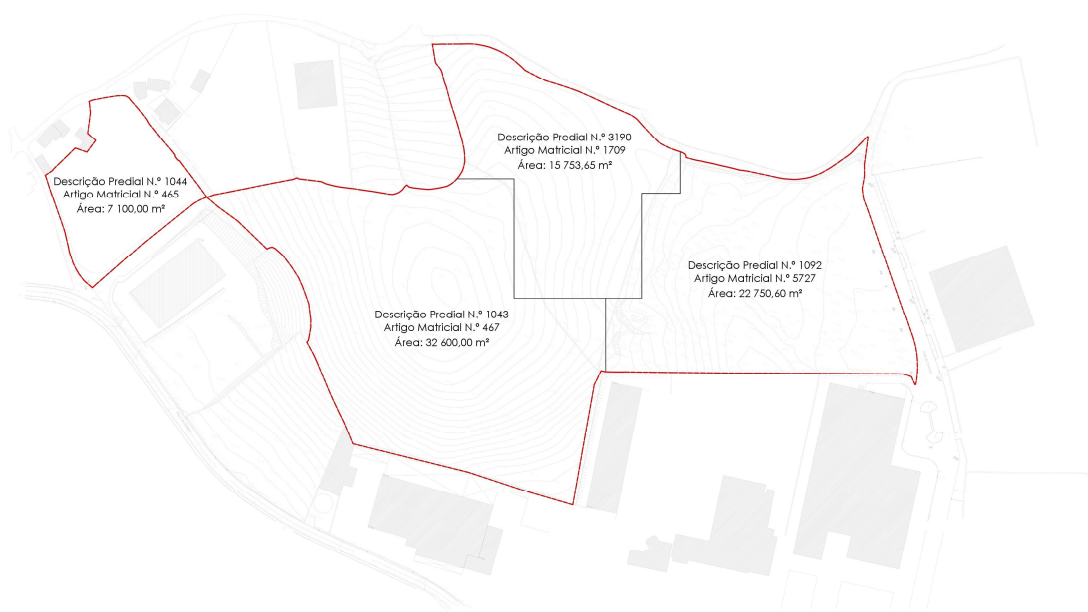 Descrição Predial N.º 3190
Artigo Matricial N.º 1709
Área: 15 753,65 m²
Descrição Predial N.º 1044
Artigo Matricial N.º 465
Área: 7 100,00 m²
Descrição Predial N.º 1092
Artigo Matricial N.º 5727
Área: 22 750,60 m²
Descrição Predial N.º 1043
Artigo Matricial N.º 467
Área: 32 600,00 m²